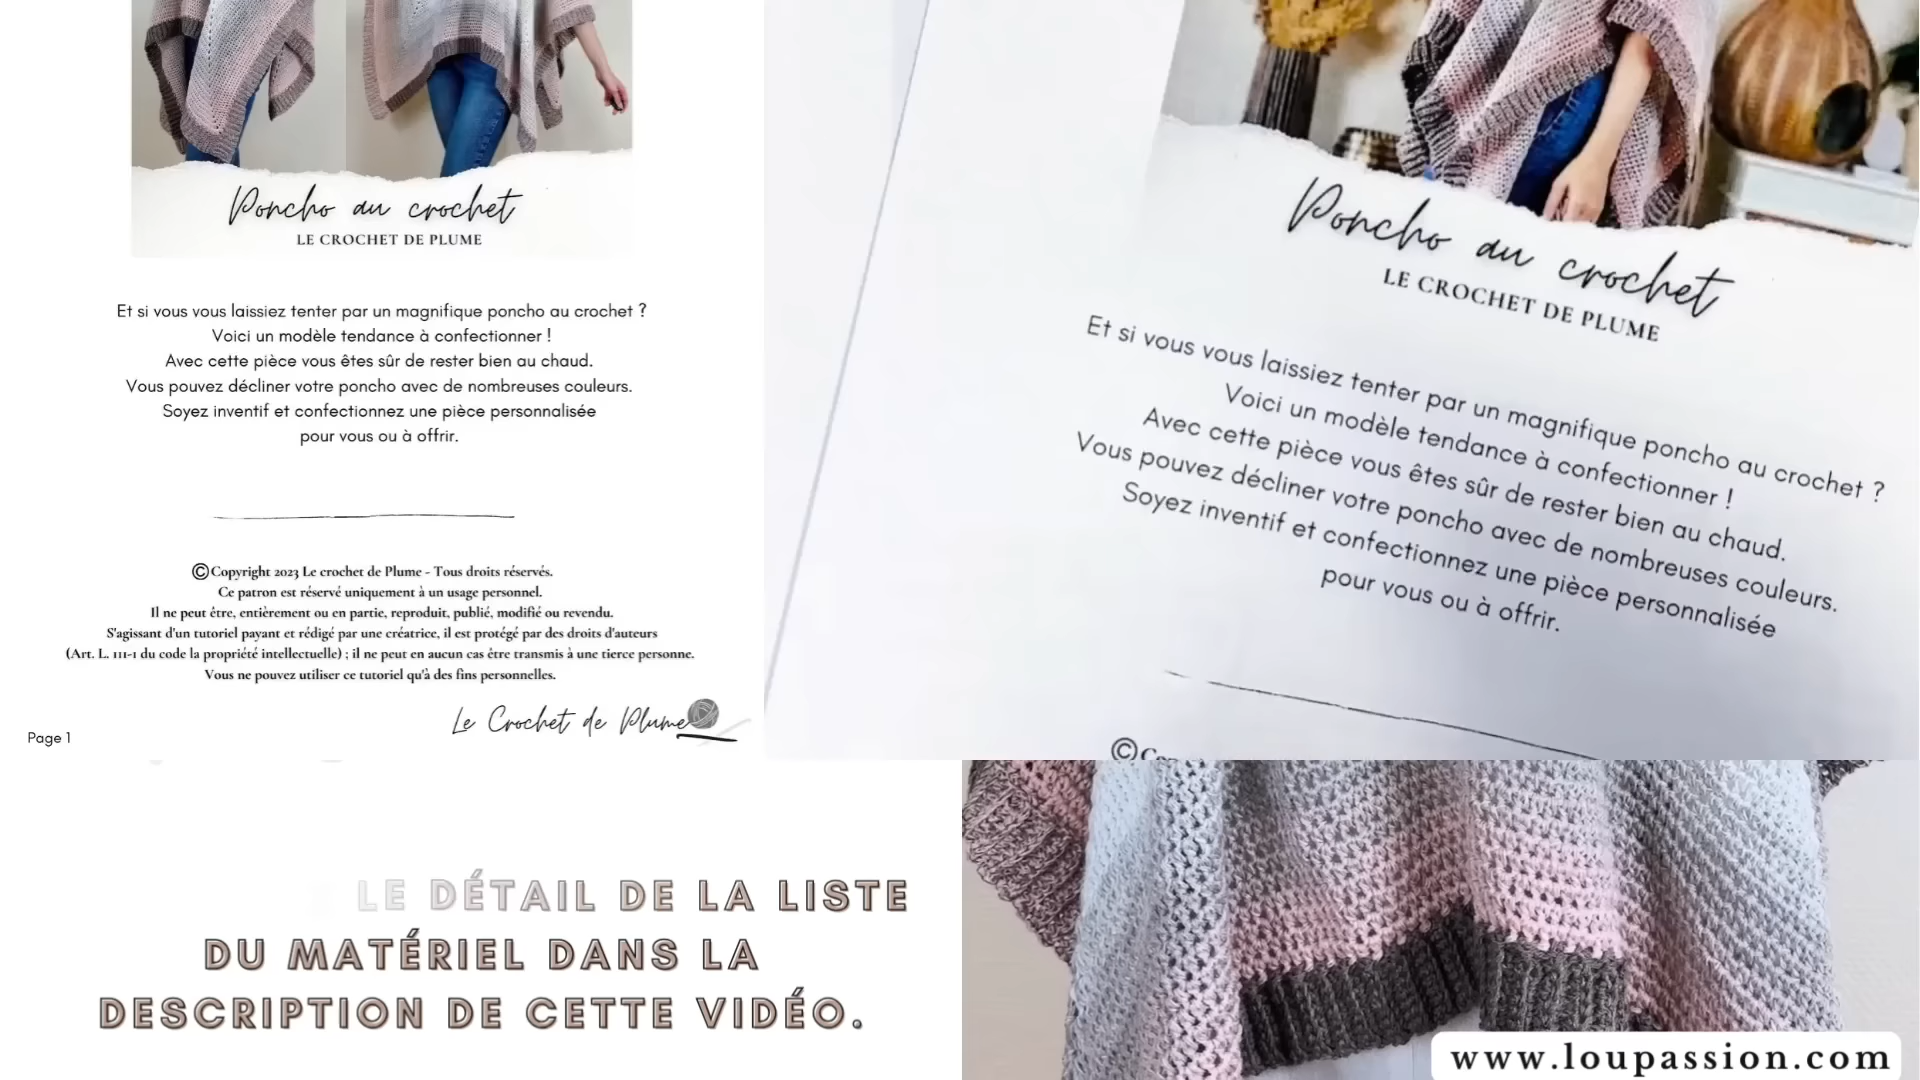 Poncho au crochet
LE CROCHET DE PLUME
Et si vous vous laissiez tenter par un magnifique poncho au crochet ?
Voici un modèle tendance à confectionner !
Avec cette pièce vous êtes sûr de rester bien au chaud.
Vous pouvez décliner votre poncho avec de nombreuses couleurs.
Soyez inventif et confectionnez une pièce personnalisée
pour vous ou à offrir.
©Copyright 2023 Le crochet de Plume - Tous droits réservés.
Ce patron est réservé uniquement à un usage personnel.
Il ne peut être, entièrement ou en partie, reproduit, publié, modifié ou revendu.
S'agissant d'un tutoriel payant et rédigé par une créatrice, il est protégé par des droits d'auteurs
(Art. L. 111-1 du code la propriété intellectuelle) ; il ne peut en aucun cas être transmis à une tierce personne.
Vous ne pouvez utiliser ce tutoriel qu'à des fins personnelles.
Le Crochet de Plume
Page 1
Poncho au crochet
LE CROCHET DE PLUME
Et si vous vous laissiez tenter par un magnifique poncho au crochet ?
Voici un modèle tendance à confectionner !
Avec cette pièce vous êtes sûr de rester bien au chaud.
Vous pouvez décliner votre poncho avec de nombreuses couleurs.
Soyez inventif et confectionnez une pièce personnalisée
pour vous ou à offrir.
©
LE DÉTAIL DE LA LISTE
DU MATÉRIEL DANS LA
DESCRIPTION DE CETTE VIDÉO.
www.loupassion.com